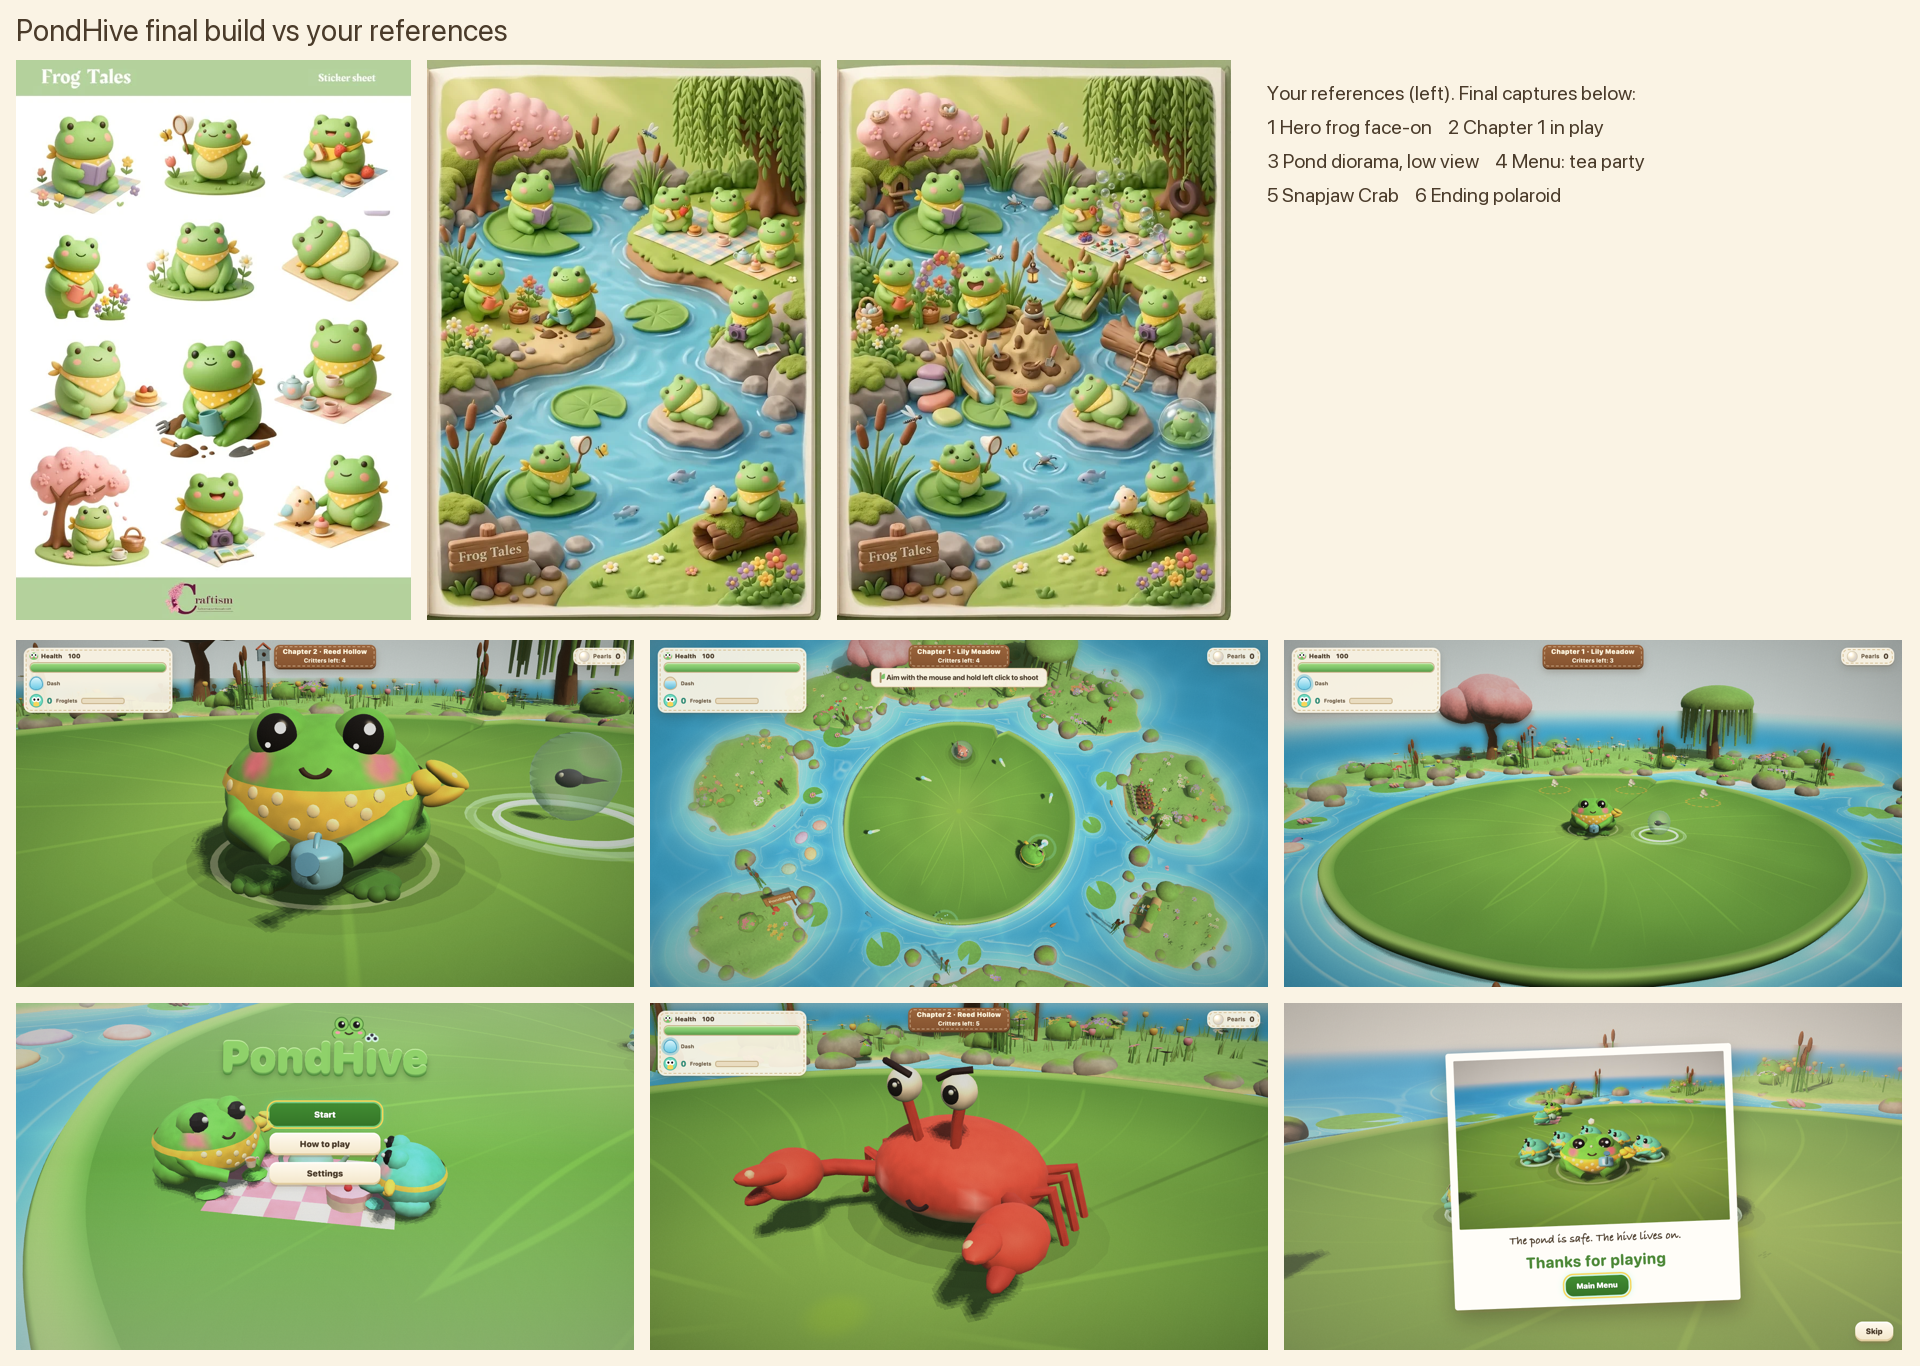 PondHive final build vs your references
Frog Tales
Sticker sheet
Craftism
Frog Tales
Frog Tales
Your references (left). Final captures below:
1 Hero frog face-on 2 Chapter 1 in play
3 Pond diorama, low view 4 Menu: tea party
5 Snapjaw Crab 6 Ending polaroid
Health 100
Dash
0 Froglets
Chapter 2 · Reed Hollow
Critters left: 4
Pearls 0
Health 100
Dash
0 Froglets
Chapter 1 · Lily Meadow
Critters left: 4
Aim with the mouse and hold left click to shoot
Pearls 0
Health 100
Dash
0 Froglets
Chapter 1 · Lily Meadow
Critters left: 3
Pearls 0
PondHive
Start
How to play
Settings
Health 100
Dash
0 Froglets
Chapter 2 · Reed Hollow
Critters left: 5
Pearls 0
The pond is safe. The hive lives on.
Thanks for playing
Main Menu
Skip